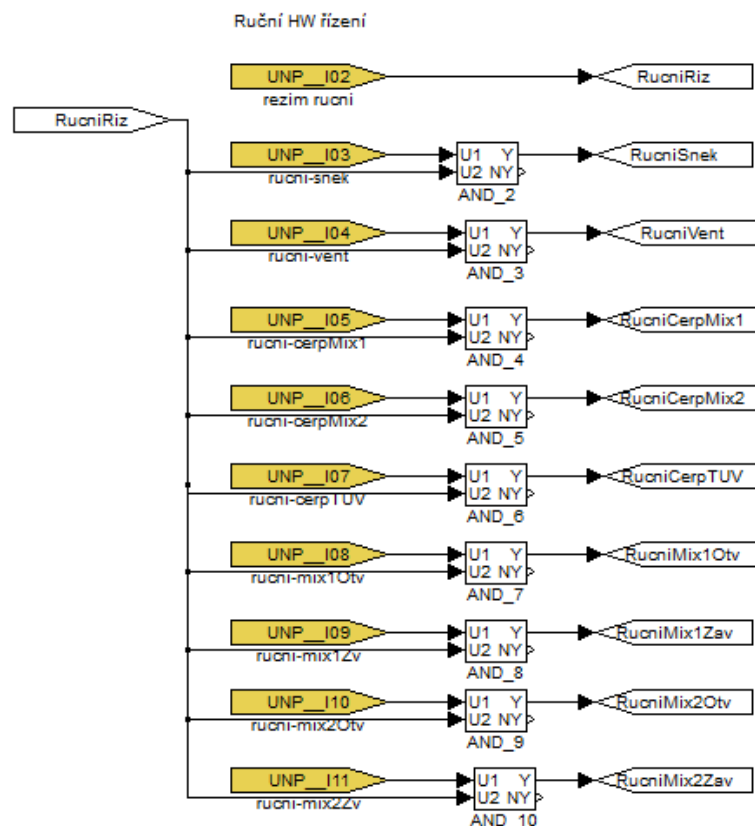 Ruční HW řízení
UNP__I02
RucniRiz
rezim rucni
RucniRiz
UNP__I03
U1 Y
RucniSnek
U2 NY
rucni-snek
AND_2
UNP__I04
U1 Y
RucniVent
U2 NY
rucni-vent
AND_3
UNP__I05
U1 Y
RucniCerpMix1
U2 NY
rucni-cerpMix1
AND_4
UNP__I06
U1 Y
RucniCerpMix2
U2 NY
rucni-cerpMix2
AND_5
UNP__I07
U1 Y
RucniCerpTUV
U2 NY
rucni-cerpTUV
AND_6
UNP__I08
U1 Y
RucniMix1Otv
U2 NY
rucni-mix1Otv
AND_7
UNP__I09
U1 Y
RucniMix1Zav
U2 NY
rucni-mix1Zv
AND_8
UNP__I10
U1 Y
RucniMix2Otv
U2 NY
rucni-mix2Otv
AND_9
UNP__I11
U1 Y
RucniMix2Zav
U2 NY
rucni-mix2Zv
AND_10